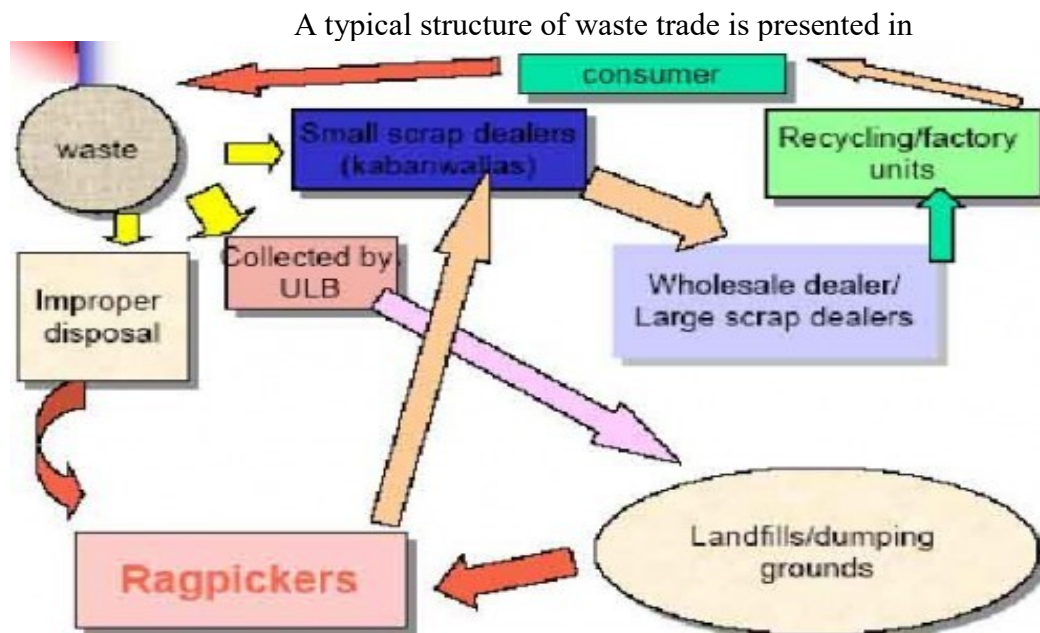 A typical structure of waste trade is presented in
consumer
waste
Small scrap dealers
(kabariwallas)
Recycling/factory
units
Collected by
ULB
Improper
disposal
Wholesale dealer/
Large scrap dealers
Ragpickers
Landfills/dumping
grounds